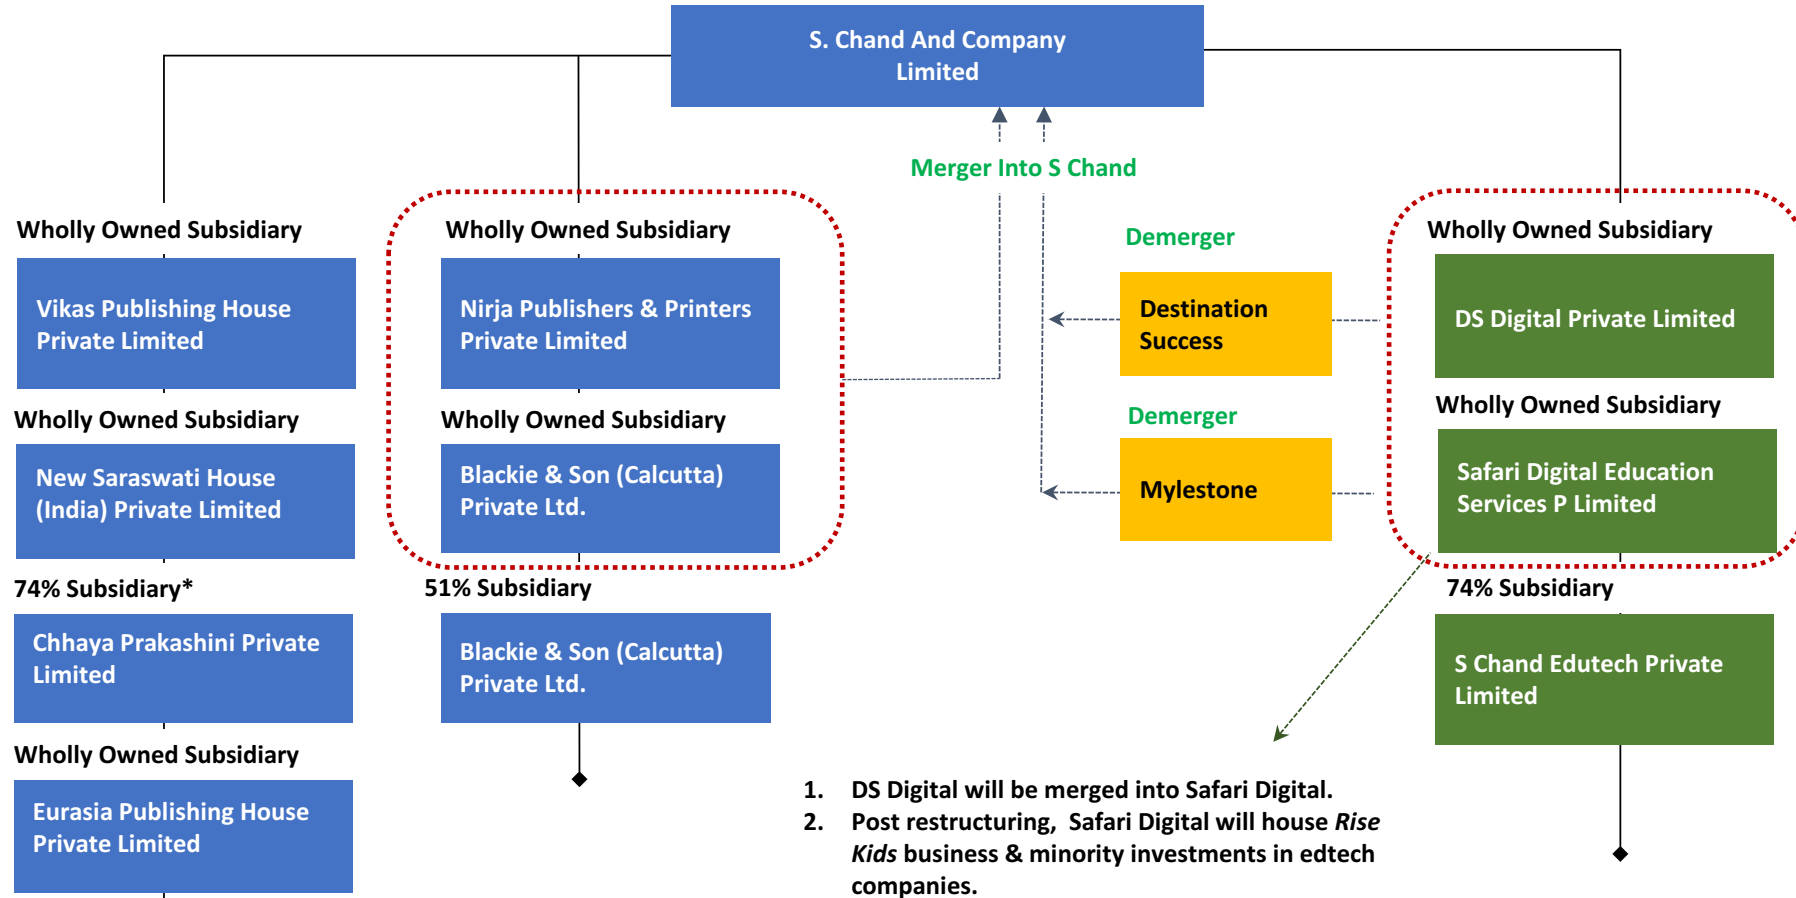 S. Chand And Company
Limited
Merger Into S Chand
Wholly Owned Subsidiary
Vikas Publishing House
Private Limited
Wholly Owned Subsidiary
New Saraswati House
(India) Private Limited
74% Subsidiary*
Chhaya Prakashini Private
Limited
Wholly Owned Subsidiary
Eurasia Publishing House
Private Limited
Wholly Owned Subsidiary
Nirja Publishers & Printers
Private Limited
Wholly Owned Subsidiary
Blackie & Son (Calcutta)
Private Ltd.
51% Subsidiary
Blackie & Son (Calcutta)
Private Ltd.
Demerger
Destination
Success
Demerger
Mylestone
Wholly Owned Subsidiary
DS Digital Private Limited
Wholly Owned Subsidiary
Safari Digital Education
Services P Limited
74% Subsidiary
S Chand Edutech Private
Limited
1. DS Digital will be merged into Safari Digital.
2. Post restructuring, Safari Digital will house Rise
Kids business & minority investments in edtech
companies.